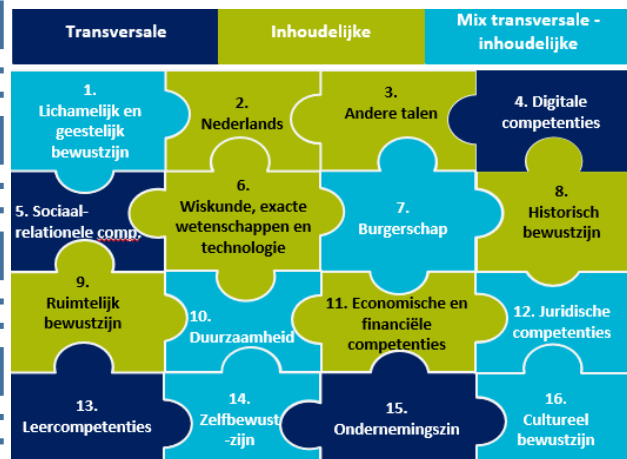 Transversale
Inhoudelijke
Mix transversale -
inhoudelijke
1.
Lichamelijk en
geestelijk
bewustzijn
2.
Nederlands
3.
Andere talen
4. Digitale
competenties
5. Sociaal-
relationele comp.
6.
Wiskunde, exacte
wetenschappen en
technologie
7.
Burgerschap
8.
Historisch
bewustzijn
9.
Ruimtelijk
bewustzijn
10.
Duurzaamheid
11. Economische en
financiële
competenties
12. Juridische
competenties
13.
Leercompetenties
14.
Zelfbewust
-zijn
15.
Ondernemingszin
16.
Cultureel
bewustzijn